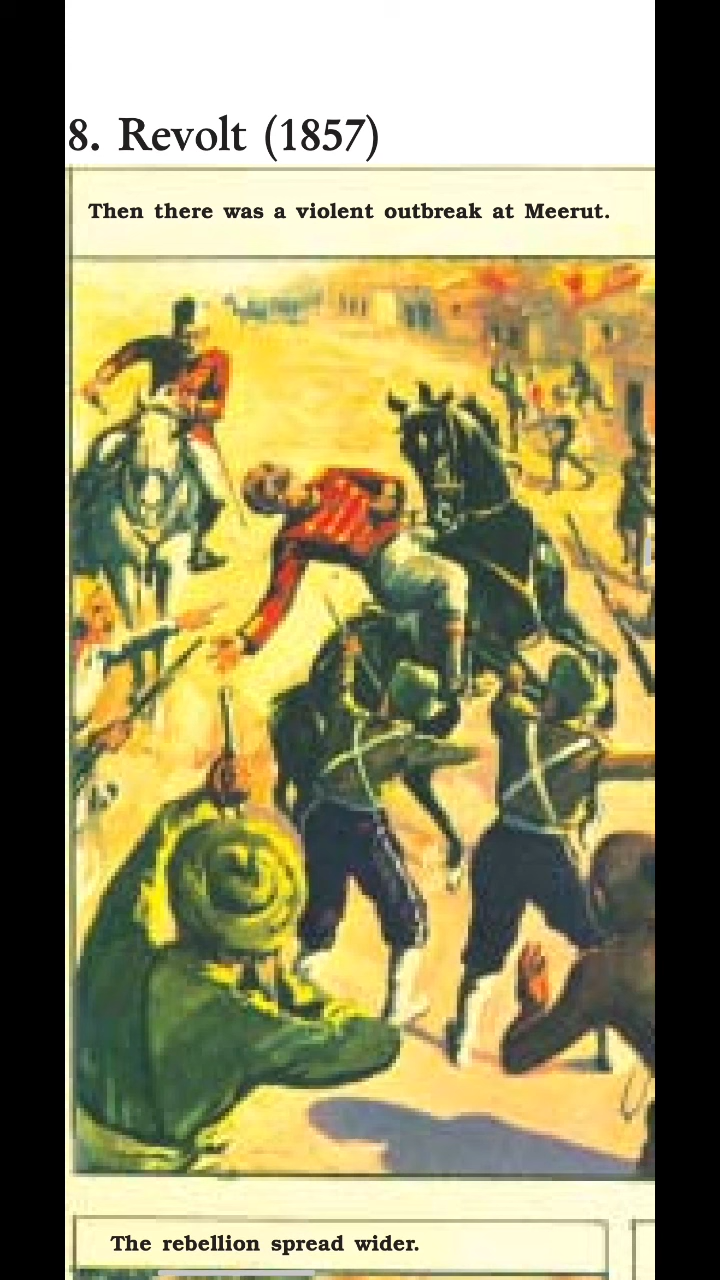 8. Revolt (1857)
Then there was a violent outbreak at Meerut.
The rebellion spread wider.